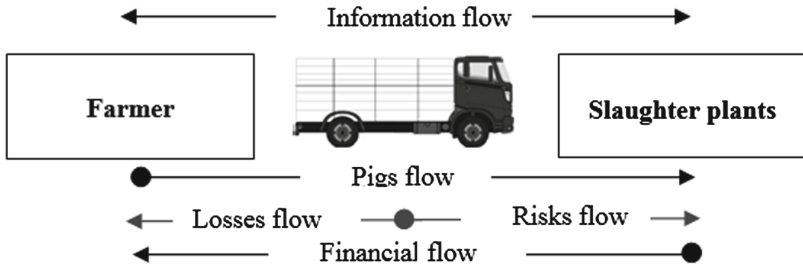 Information flow
Farmer
Slaughter plants
Pigs flow
Losses flow
Risks flow
Financial flow